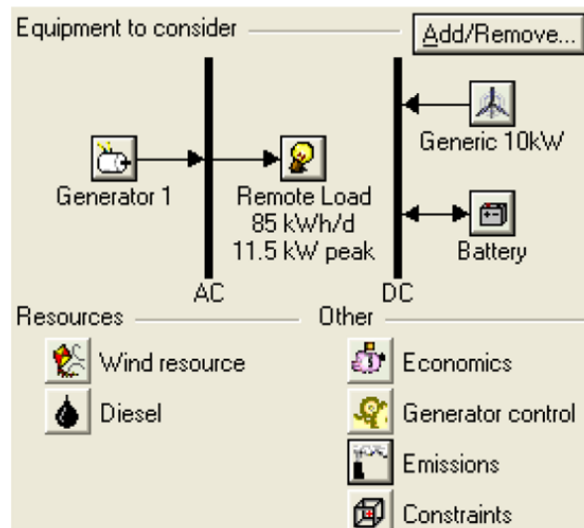 Equipment to consider
Add/Remove...
Generator 1
Remote Load
85 kWh/d
11.5 kW peak
Generic 10kW
Battery
AC
DC
Resources
Other
Wind resource
Diesel
Economics
Generator control
Emissions
Constraints